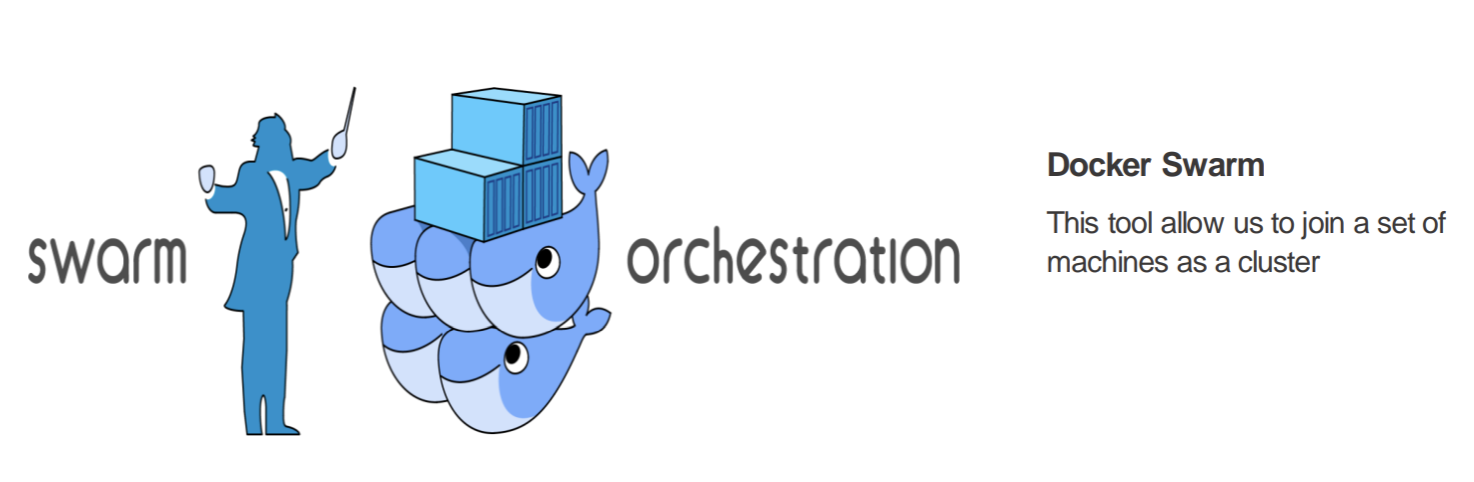 swarm
orchestration
Docker Swarm
This tool allow us to join a set of
machines as a cluster